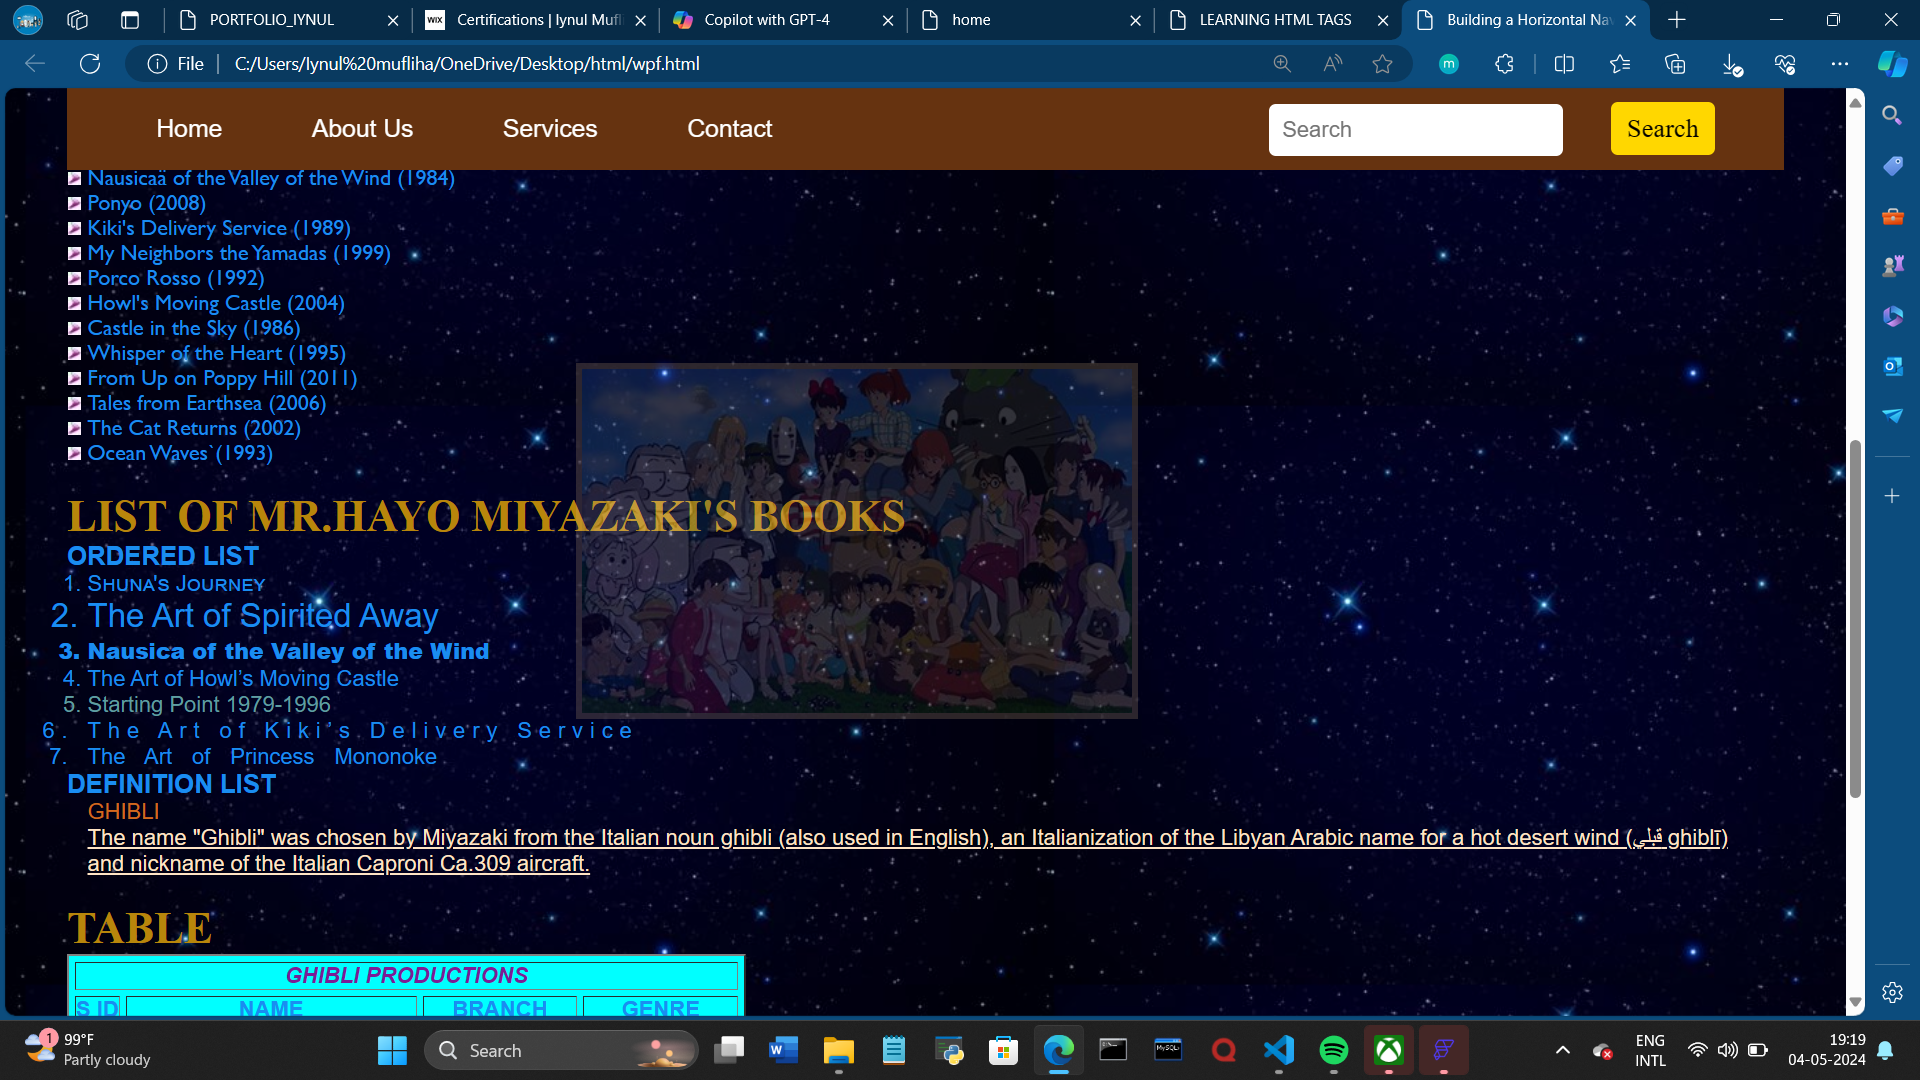 PORTFOLIO_IYNUL
WIX
Certifications | Iynul Mufli
Copilot with GPT-4
home
LEARNING HTML TAGS
Building a Horizontal Nav
File
C:/Users/Iynul%20mufliha/OneDrive/Desktop/html/wpf.html
m
Home
About Us
Services
Contact
Search
Search
Nausicaä of the Valley of the Wind (1984)
Ponyo (2008)
Kiki's Delivery Service (1989)
My Neighbors the Yamadas (1999)
Porco Rosso (1992)
Howl's Moving Castle (2004)
Castle in the Sky (1986)
Whisper of the Heart (1995)
From Up on Poppy Hill (2011)
Tales from Earthsea (2006)
The Cat Returns (2002)
Ocean Waves`(1993)
LIST OF MR.HAYO MIYAZAKI'S BOOKS
ORDERED LIST
1. SHUNA'S JOURNEY
2. The Art of Spirited Away
3. Nausica of the Valley of the Wind
4. The Art of Howl’s Moving Castle
5. Starting Point 1979-1996
6. The Art of Kiki’s Delivery Service
7. The Art of Princess Mononoke
DEFINITION LIST
GHIBLI
The name "Ghibli" was chosen by Miyazaki from the Italian noun ghibli (also used in English), an Italianization of the Libyan Arabic name for a hot desert wind (قبلي ghiblī)
and nickname of the Italian Caproni Ca.309 aircraft.
TABLE
GHIBLI PRODUCTIONS
S ID
NAME
BRANCH
GENRE
1
99°F
Partly cloudy
Search
ENG
INTL
19:19
04-05-2024